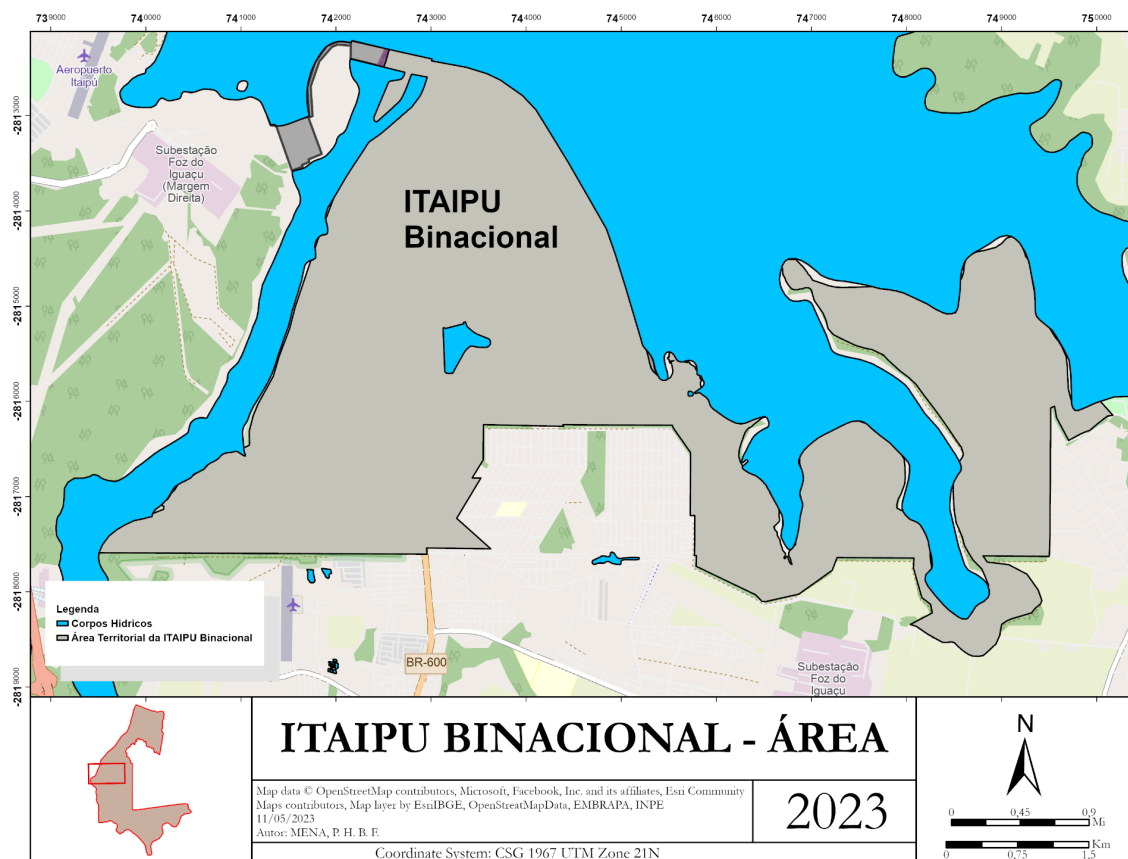 739000 740000 741000 742000 743000 744000 745000 746000 747000 748000 749000 750000
-2813000
-2814000
-2815000
-2816000
-2817000
-2818000
-2819000
Aeropuerto
Itaipú
Subestação
Foz do
Iguaçu
(Margem
Direita)
ITAIPU
Binacional
BR-600
Subestação
Foz do
Iguaçu
Legenda
Corpos Hidricos
Área Territorial da ITAIPU Binacional
ITAIPU BINACIONAL - ÁREA
Map data © OpenStreetMap contributors, Microsoft, Facebook, Inc. and its affiliates, Esri Community
Maps contributors, Map layer by EsriIBGE, OpenStreatMapData, EMBRAPA, INPE
11/05/2023
Autor: MENA, P. H. B. F.
2023
Coordinate System: CSG 1967 UTM Zone 21N
N
0 0,45 0,9
Mi
Km
0 0,75 1,5